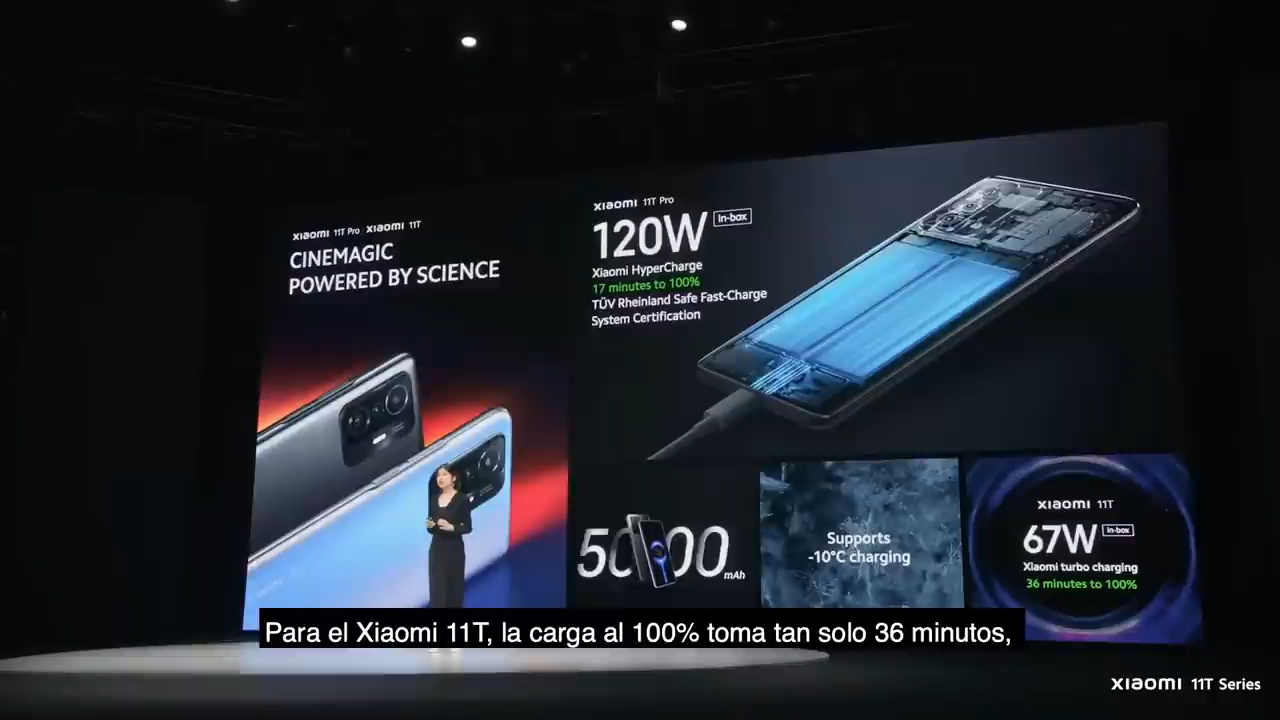 xiaomi 11T Pro xiaomi 11T
CINEMAGIC
POWERED BY SCIENCE
xiaomi 11T Pro
120W in-box
Xiaomi HyperCharge
17 minutes to 100%
TÜV Rheinland Safe Fast-Charge
System Certification
5000 mAh
Supports
-10°C charging
xiaomi 11T
67W in-box
Xiaomi turbo charging
36 minutes to 100%
Para el Xiaomi 11T, la carga al 100% toma tan solo 36 minutos,
xiaomi 11T Series